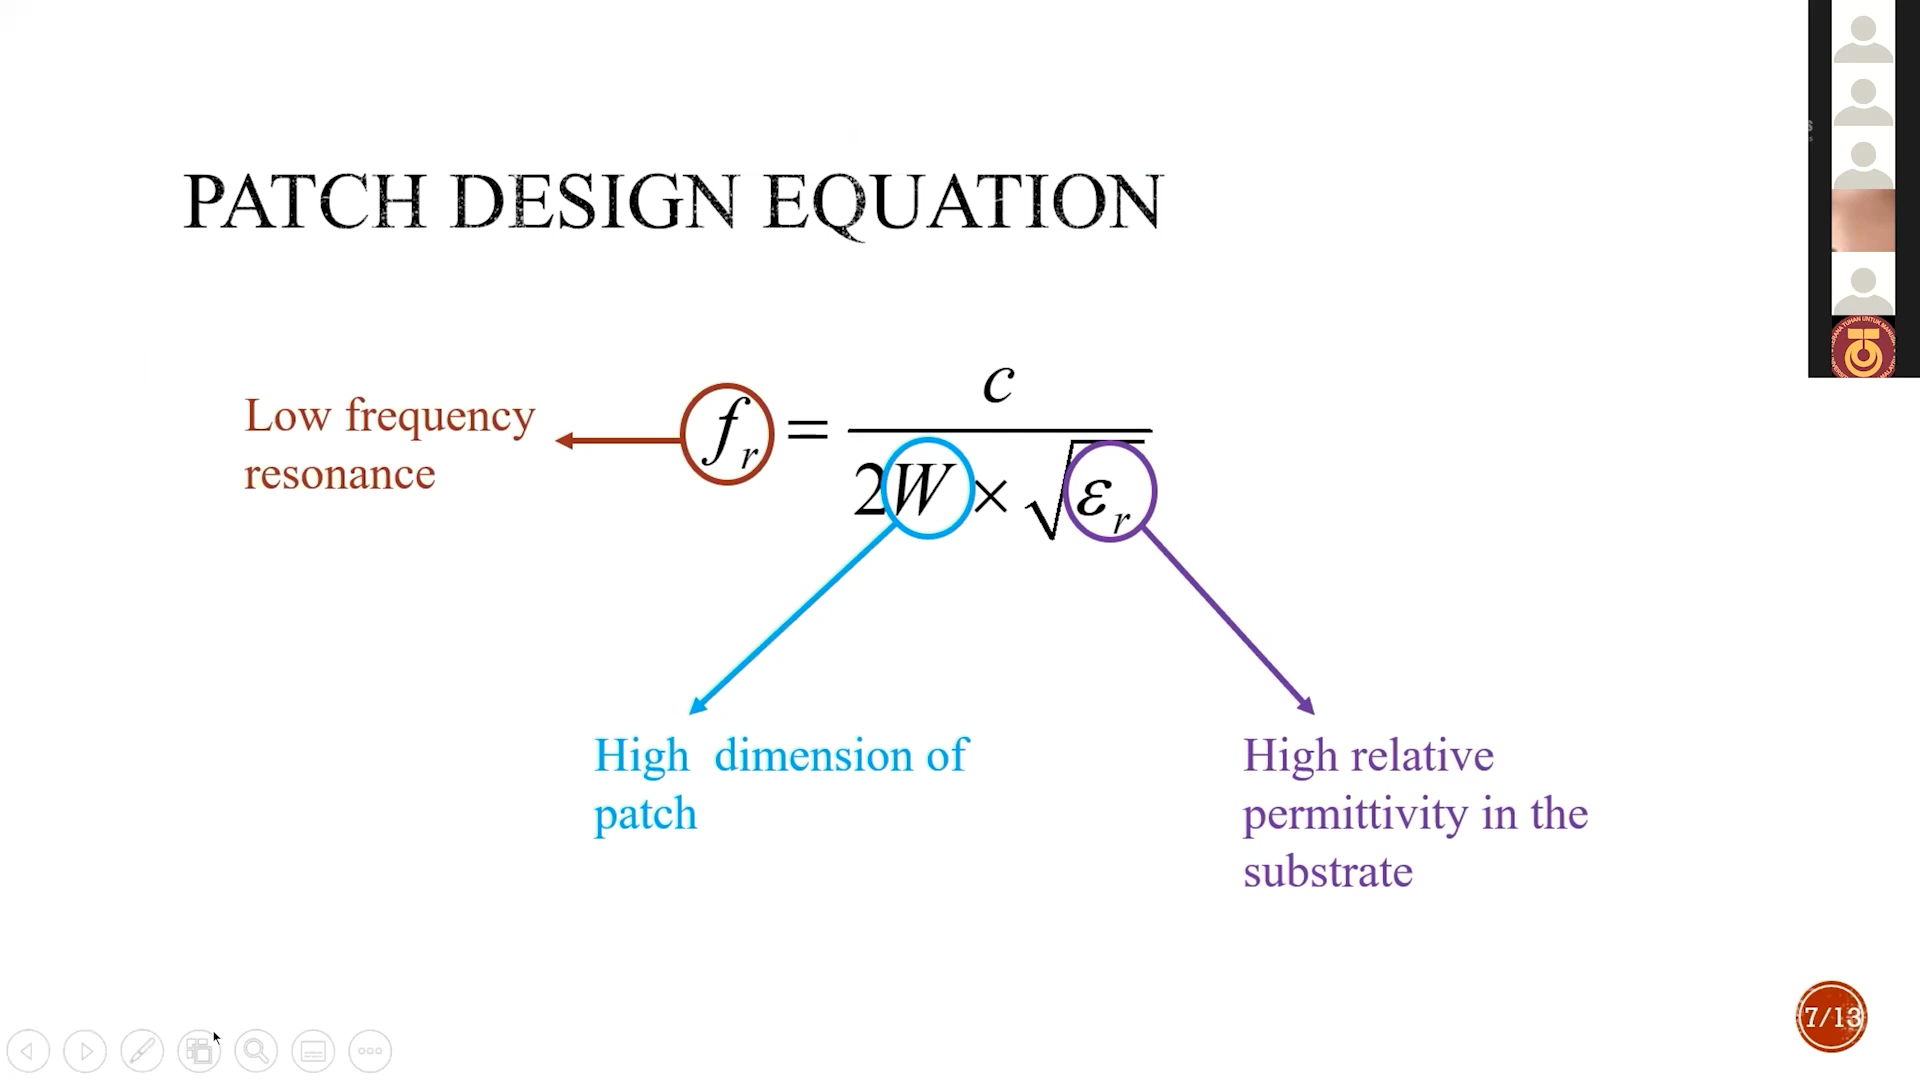 PATCH DESIGN EQUATION
Low frequency
resonance
f_r = c / (2W × √ε_r)
High dimension of
patch
High relative
permittivity in the
substrate
7/13